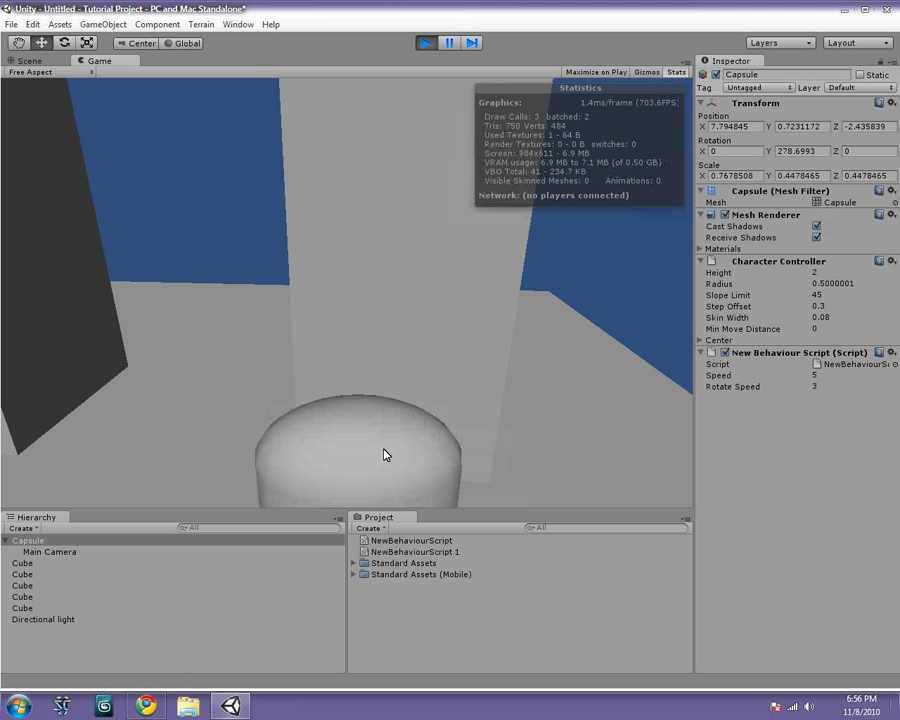 Unity - Untitled - Tutorial Project - PC and Mac Standalone*
File Edit Assets GameObject Component Terrain Window Help
Center Global Layers Layout
Scene Game
Free Aspect Maximize on Play Gizmos Stats
Statistics
Graphics: 1.4ms/frame (703.6FPS)
Draw Calls: 3 batched: 2
Tris: 750 Verts: 484
Used Textures: 1 - 64 B
Render Textures: 0 - 0 B switches: 0
Screen: 984x611 - 6.9 MB
VRAM usage: 6.9 MB to 7.1 MB (of 0.50 GB)
VBO Total: 41 - 234.7 KB
Visible Skinned Meshes: 0 Animations: 0
Network: (no players connected)
Inspector
Capsule Static
Tag Untagged Layer Default
Transform
Position
X 7.794845 Y 0.7231172 Z -2.435839
Rotation
X 0 Y 278.6993 Z 0
Scale
X 0.7678508 Y 0.4478465 Z 0.4478465
Capsule (Mesh Filter)
Mesh Capsule
Mesh Renderer
Cast Shadows
Receive Shadows
Materials
Character Controller
Height 2
Radius 0.5000001
Slope Limit 45
Step Offset 0.3
Skin Width 0.08
Min Move Distance 0
Center
New Behaviour Script (Script)
Script NewBehaviourSc
Speed 5
Rotate Speed 3
Hierarchy
Create All
Capsule
Main Camera
Cube
Cube
Cube
Cube
Cube
Directional light
Project
Create All
NewBehaviourScript
NewBehaviourScript 1
Standard Assets
Standard Assets (Mobile)
6:56 PM
11/8/2010